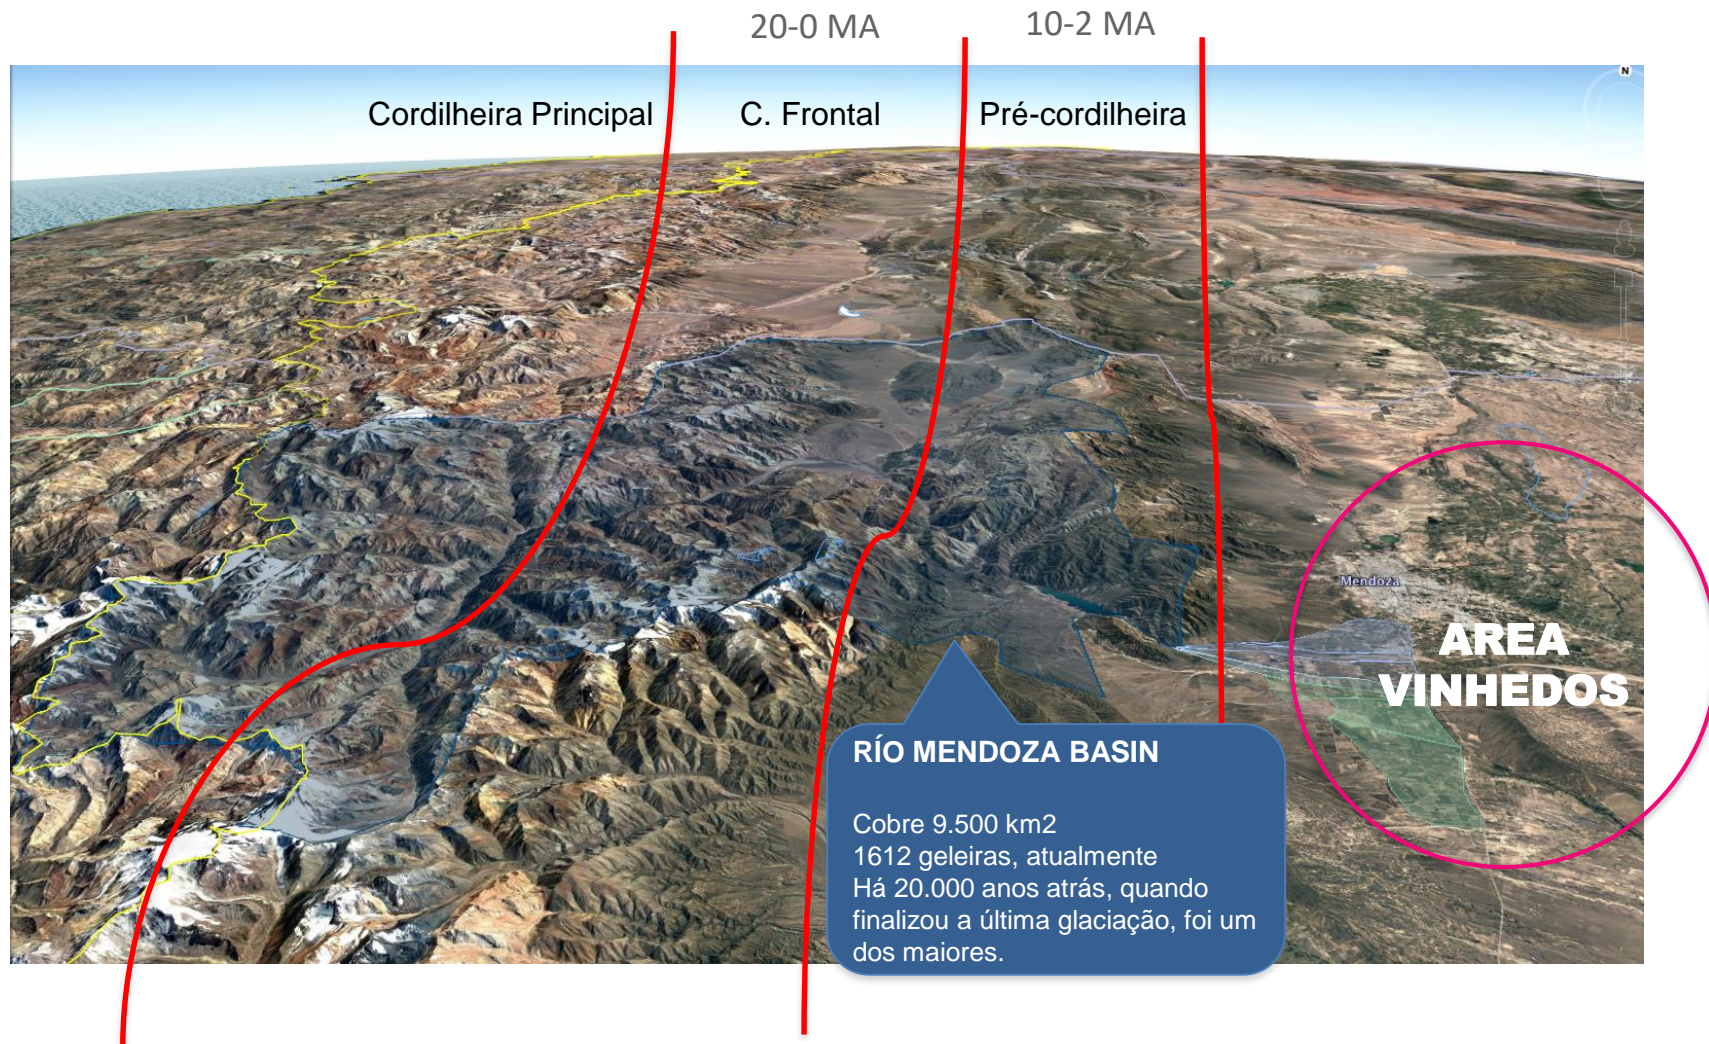 20-0 MA
10-2 MA
Cordilheira Principal
C. Frontal
Pré-cordilheira
N
Mendoza
AREA
VINHEDOS
RÍO MENDOZA BASIN
Cobre 9.500 km2
1612 geleiras, atualmente
Há 20.000 anos atrás, quando
finalizou a última glaciação, foi um
dos maiores.